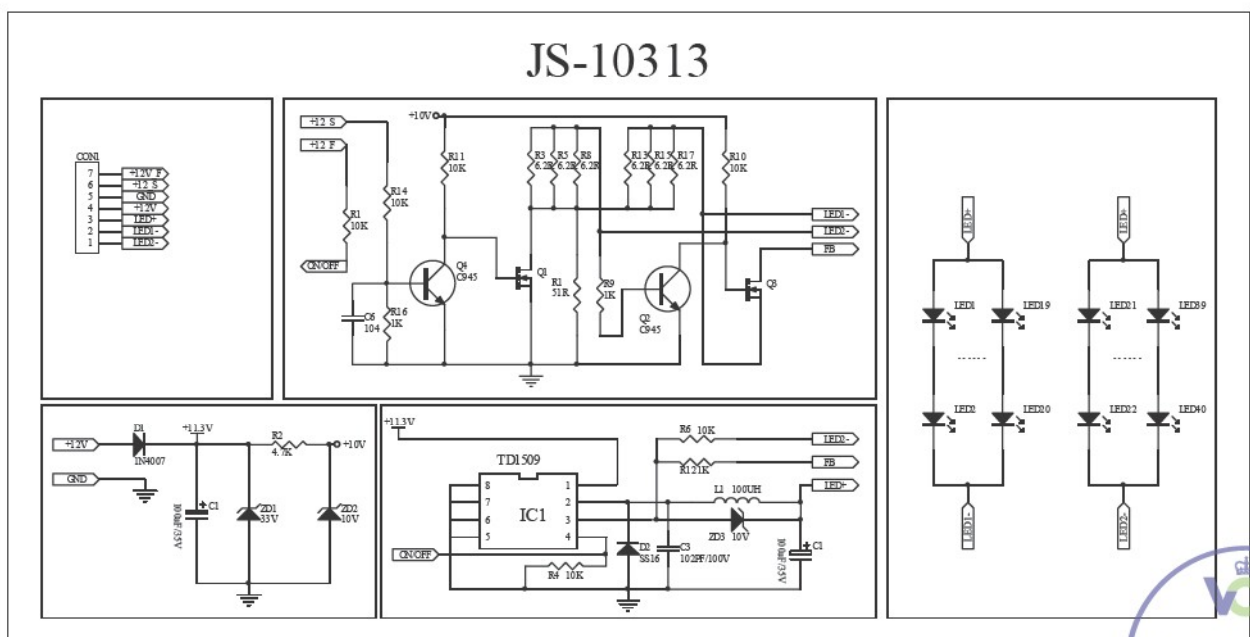 JS-10313
CON1
7 +12V F
6 +12 S
5 GND
4 +12V
3 LED+
2 LED1-
1 LED2-
+12 S
+12 F
+10V
R11
10K
R14
10K
R1
10K
ON/OFF
Q4
C945
C6
104
R16
1K
Q1
R3
6.2R
R5
6.2R
R8
6.2R
R13
6.2R
R15
6.2R
R17
6.2R
R10
10K
R1
51R
R9
1K
Q2
C945
Q3
LED1-
LED2-
FB
+12V
D1
1N4007
+11.3V
R2
4.7K
+10V
GND
100uF/35V
C1
ZD1
33V
ZD2
10V
+11.3V
TD1509
IC1
8 1
7 2
6 3
5 4
ON/OFF
R4 10K
R6 10K
R121K
LED2-
FB
LED+
L1 100UH
ZD3 10V
D2
SS16
C3
102PF/100V
C1
100uF/35V
LED+
LED+
LED1
LED19
LED21
LED39
LED2
LED20
LED22
LED40
LED1-
LED2-